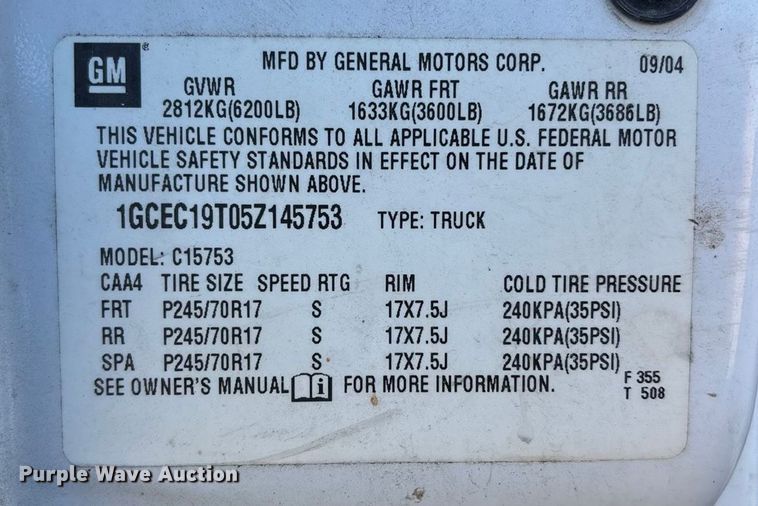 GM ®
MFD BY GENERAL MOTORS CORP. 09/04
GVWR GAWR FRT GAWR RR
2812KG(6200LB) 1633KG(3600LB) 1672KG(3686LB)
THIS VEHICLE CONFORMS TO ALL APPLICABLE U.S. FEDERAL MOTOR
VEHICLE SAFETY STANDARDS IN EFFECT ON THE DATE OF
MANUFACTURE SHOWN ABOVE.
1GCEC19T05Z145753 TYPE: TRUCK
MODEL: C15753
CAA4 TIRE SIZE SPEED RTG RIM COLD TIRE PRESSURE
FRT P245/70R17 S 17X7.5J 240KPA(35PSI)
RR P245/70R17 S 17X7.5J 240KPA(35PSI)
SPA P245/70R17 S 17X7.5J 240KPA(35PSI)
SEE OWNER'S MANUAL i FOR MORE INFORMATION.
F 355
T 508
Purple Wave Auction